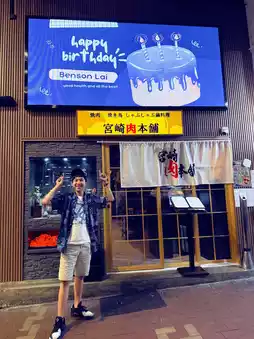 happy
birthday
Benson Lai
good health and all the best!
焼肉 焼き鳥 しゃぶしゃぶ鍋料理
宮崎肉本舗
宮崎
肉本舗